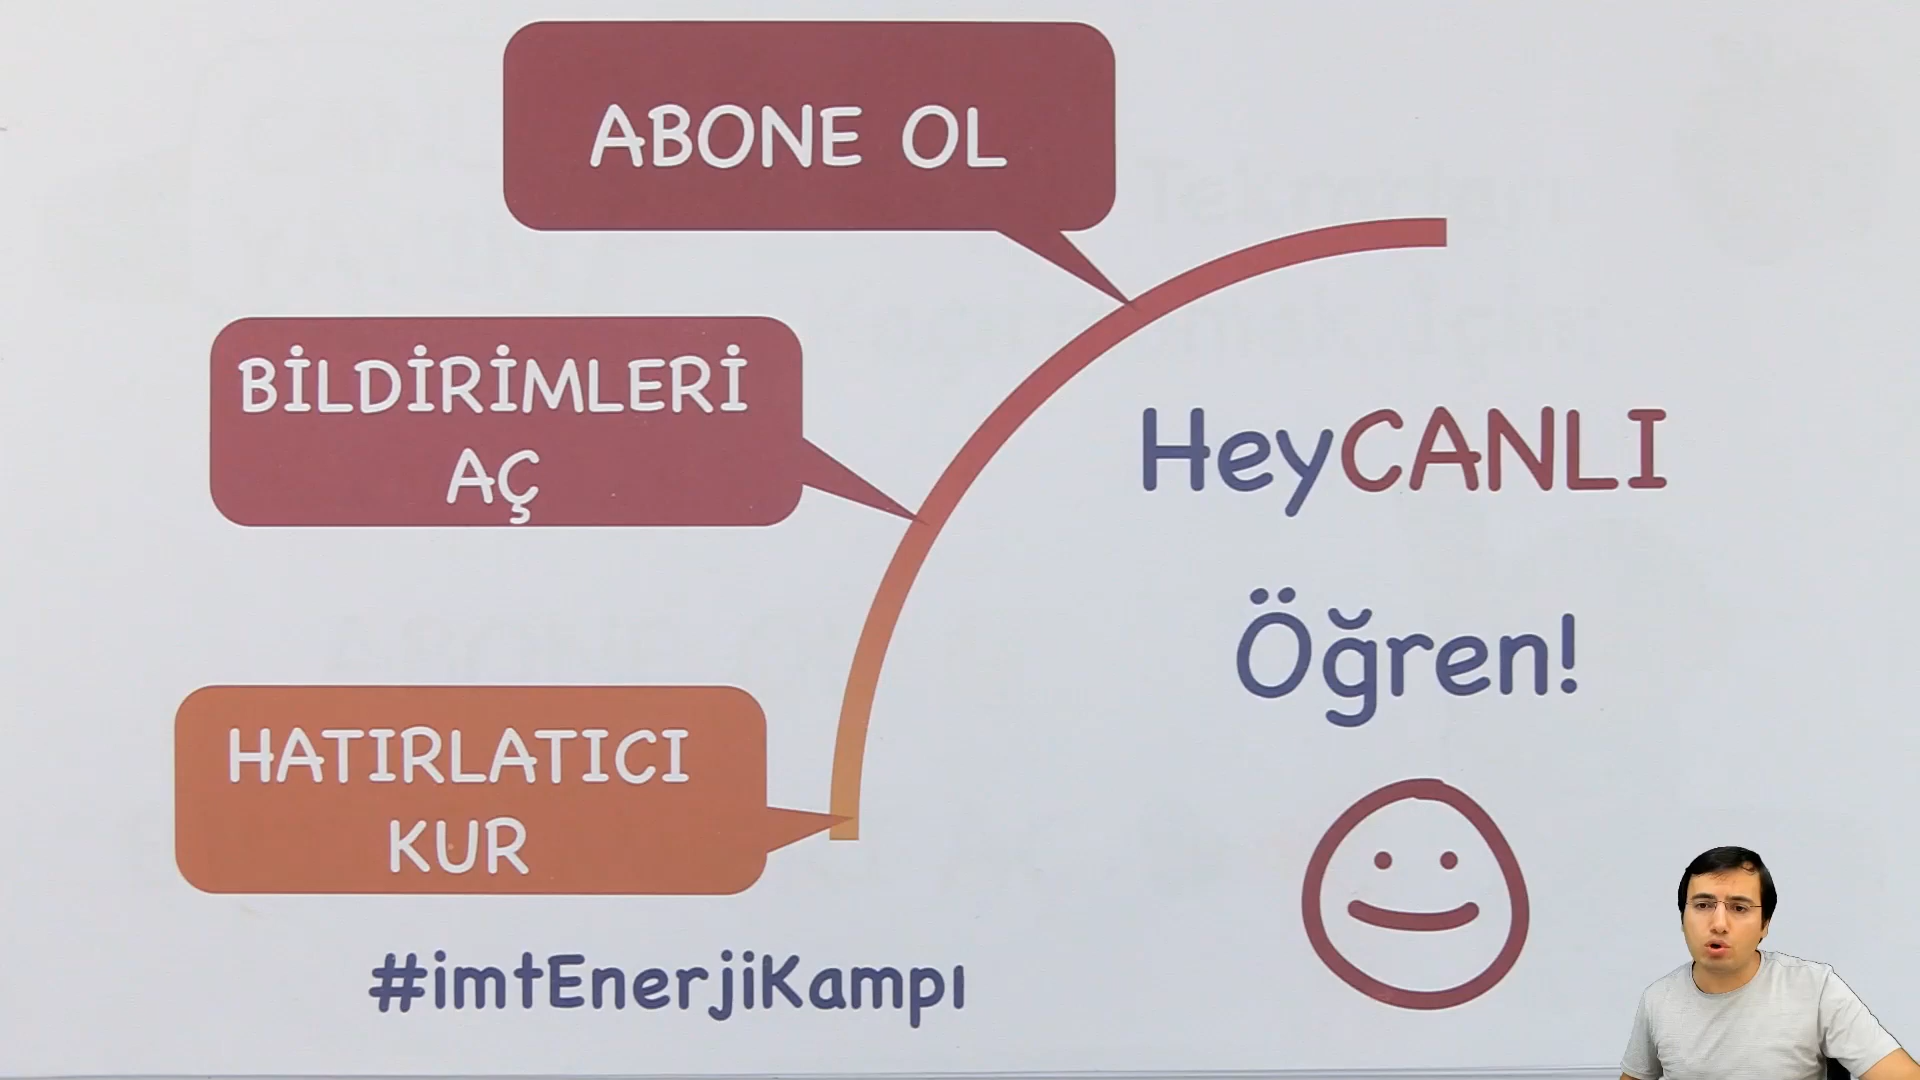 ABONE OL
BİLDİRİMLERİ
AÇ
HATIRLATICI
KUR
HeyCANLI
Öğren!
#imtEnerjiKampı